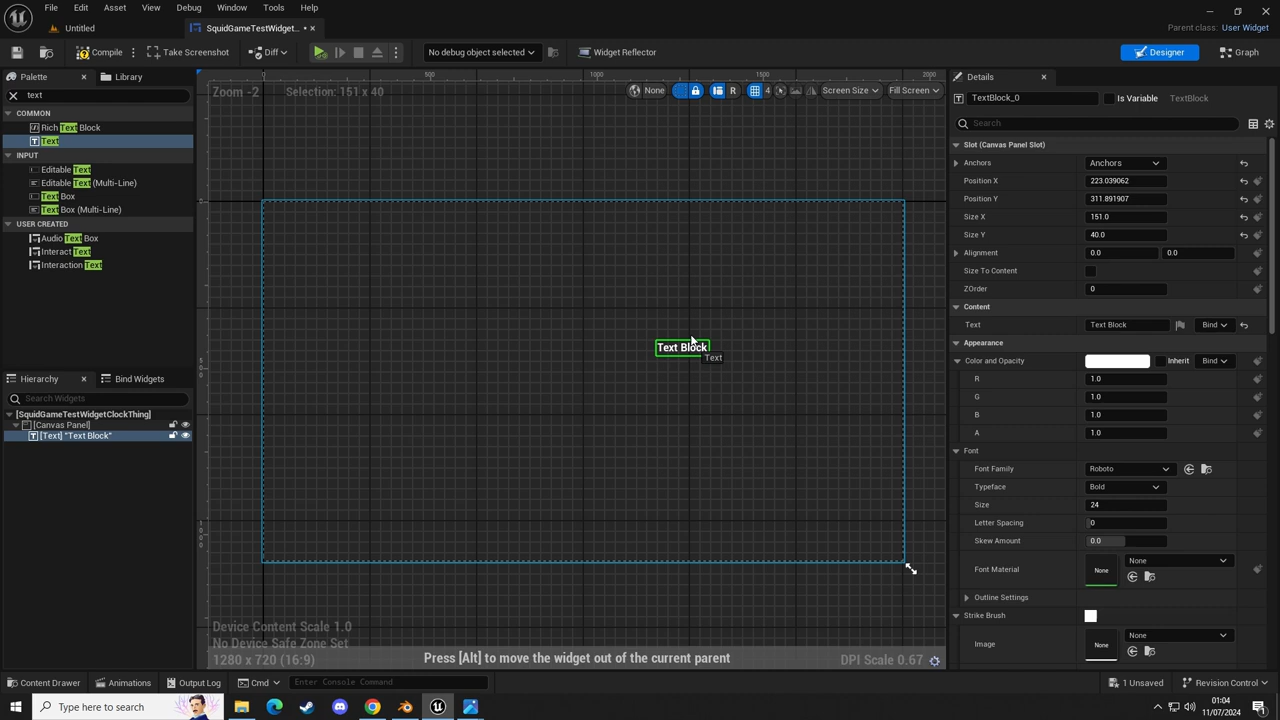 File Edit Asset View Debug Window Tools Help
Untitled
SquidGameTestWidget...
Parent class: User Widget
Compile
Take Screenshot
Diff
No debug object selected
Widget Reflector
Designer
Graph
Palette
Library
text
COMMON
Rich Text Block
Text
INPUT
Editable Text
Editable Text (Multi-Line)
Text Box
Text Box (Multi-Line)
USER CREATED
Audio Text Box
Interact Text
Interaction Text
Hierarchy
Bind Widgets
Search Widgets
[SquidGameTestWidgetClockThing]
[Canvas Panel]
[Text] "Text Block"
0 500 1000 1500 2000
Zoom -2
Selection: 151 x 40
None
R
4
Screen Size
Fill Screen
0
500
1000
Text Block
Text
Device Content Scale 1.0
No Device Safe Zone Set
1280 x 720 (16:9)
Press [Alt] to move the widget out of the current parent
DPI Scale 0.67
Details
TextBlock_0
Is Variable
TextBlock
Search
Slot (Canvas Panel Slot)
Anchors Anchors
Position X 223.039062
Position Y 311.891907
Size X 151.0
Size Y 40.0
Alignment 0.0 0.0
Size To Content
ZOrder 0
Content
Text Text Block Bind
Appearance
Color and Opacity Inherit Bind
R 1.0
G 1.0
B 1.0
A 1.0
Font
Font Family Roboto
Typeface Bold
Size 24
Letter Spacing 0
Skew Amount 0.0
Font Material None None
Outline Settings
Strike Brush
Image None None
Content Drawer
Animations
Output Log
Cmd
Enter Console Command
1 Unsaved
Revision Control
Type here to search
01:04
11/07/2024